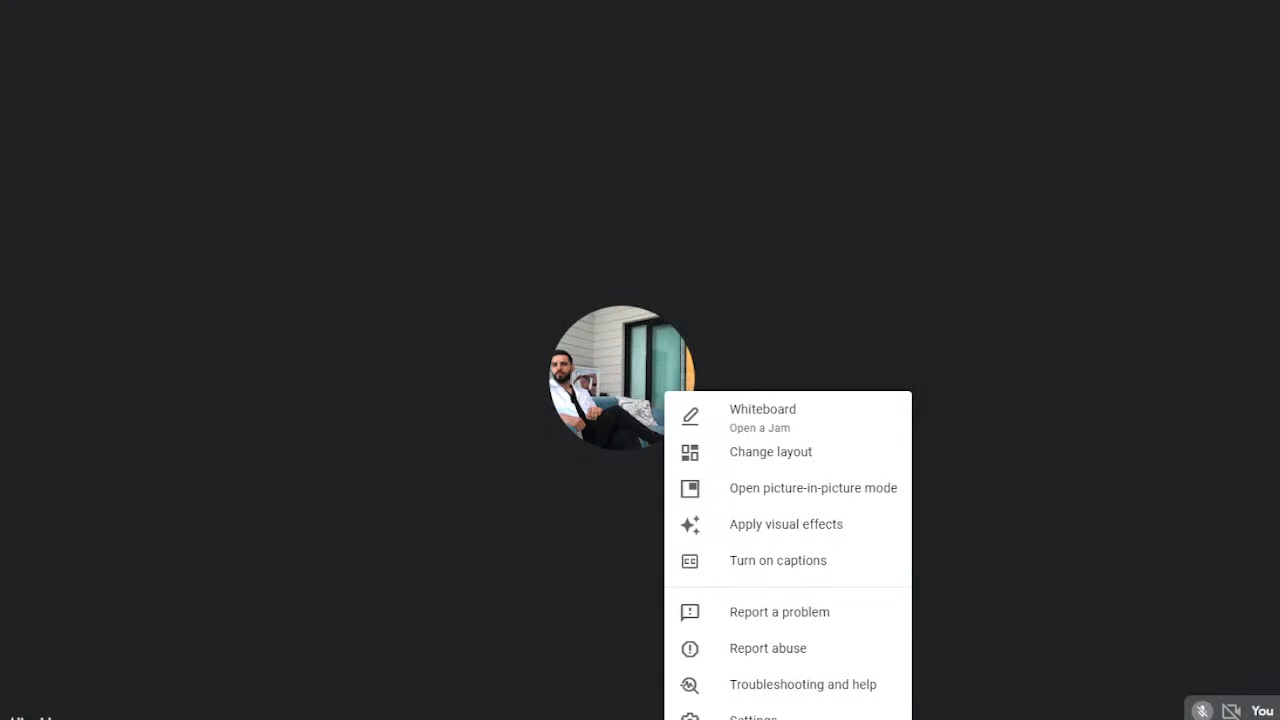 Whiteboard
Open a Jam
Change layout
Open picture-in-picture mode
Apply visual effects
Turn on captions
Report a problem
Report abuse
Troubleshooting and help
Settings
You